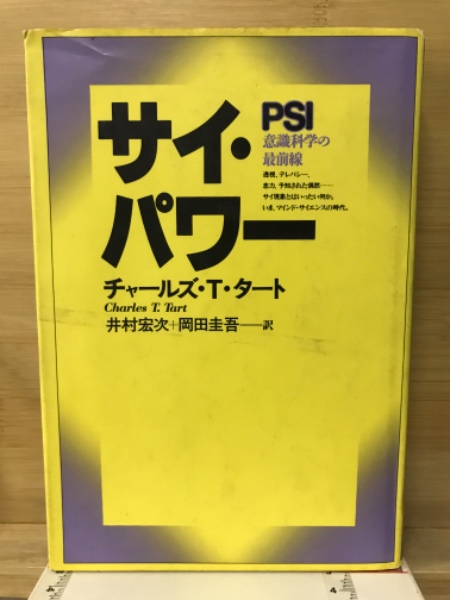 サイ・
パワー
PSI
意識科学の
最前線
透視、テレパシー、
念力、予知された偶然――
サイ現象とはいったい何か。
いま、マインド・サイエンスの時代。
チャールズ・T・タート
Charles T. Tart
井村宏次+岡田圭吾――訳